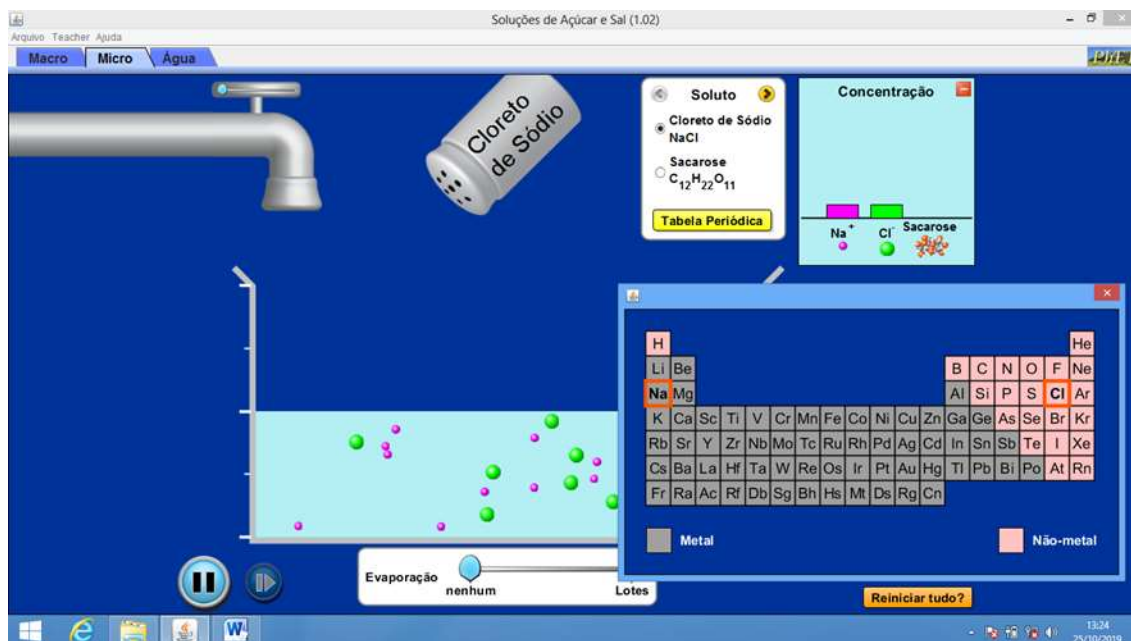 Soluções de Açúcar e Sal (1.02)
Arquivo Teacher Ajuda
Macro Micro Água
PhET
Cloreto
de Sódio
Soluto
Cloreto de Sódio
NaCl
Sacarose
C12H22O11
Tabela Periódica
Concentração
Na+ Cl- Sacarose
H He
Li Be B C N O F Ne
Na Mg Al Si P S Cl Ar
K Ca Sc Ti V Cr Mn Fe Co Ni Cu Zn Ga Ge As Se Br Kr
Rb Sr Y Zr Nb Mo Tc Ru Rh Pd Ag Cd In Sn Sb Te I Xe
Cs Ba La Hf Ta W Re Os Ir Pt Au Hg Tl Pb Bi Po At Rn
Fr Ra Ac Rf Db Sg Bh Hs Mt Ds Rg Cn
Metal Não-metal
Evaporação
nenhum Lotes
Reiniciar tudo?
13:24
25/10/2019